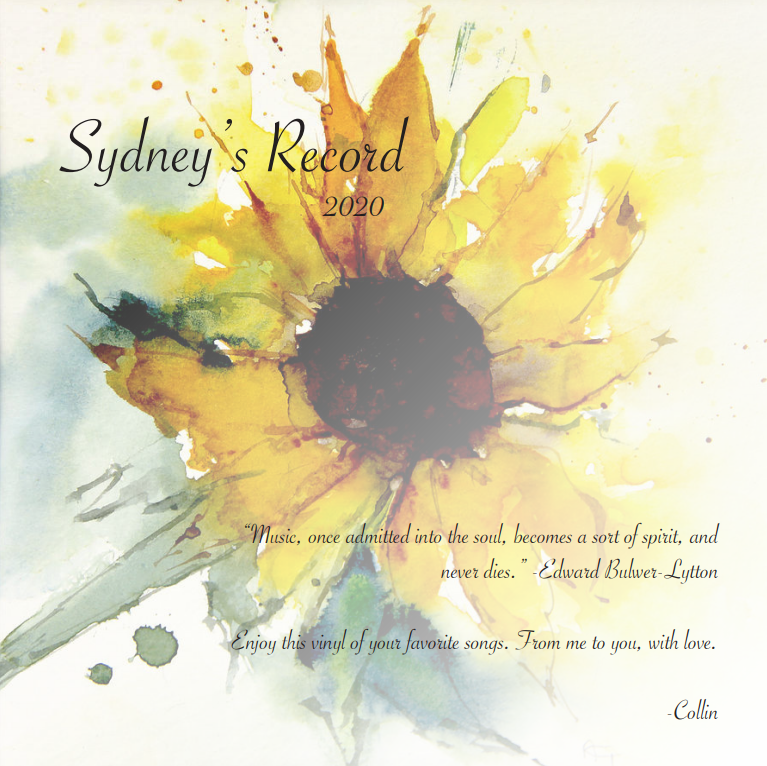 Sydney's Record
2020
“Music, once admitted into the soul, becomes a sort of spirit, and
never dies.” -Edward Bulwer-Lytton
Enjoy this vinyl of your favorite songs. From me to you, with love.
-Collin